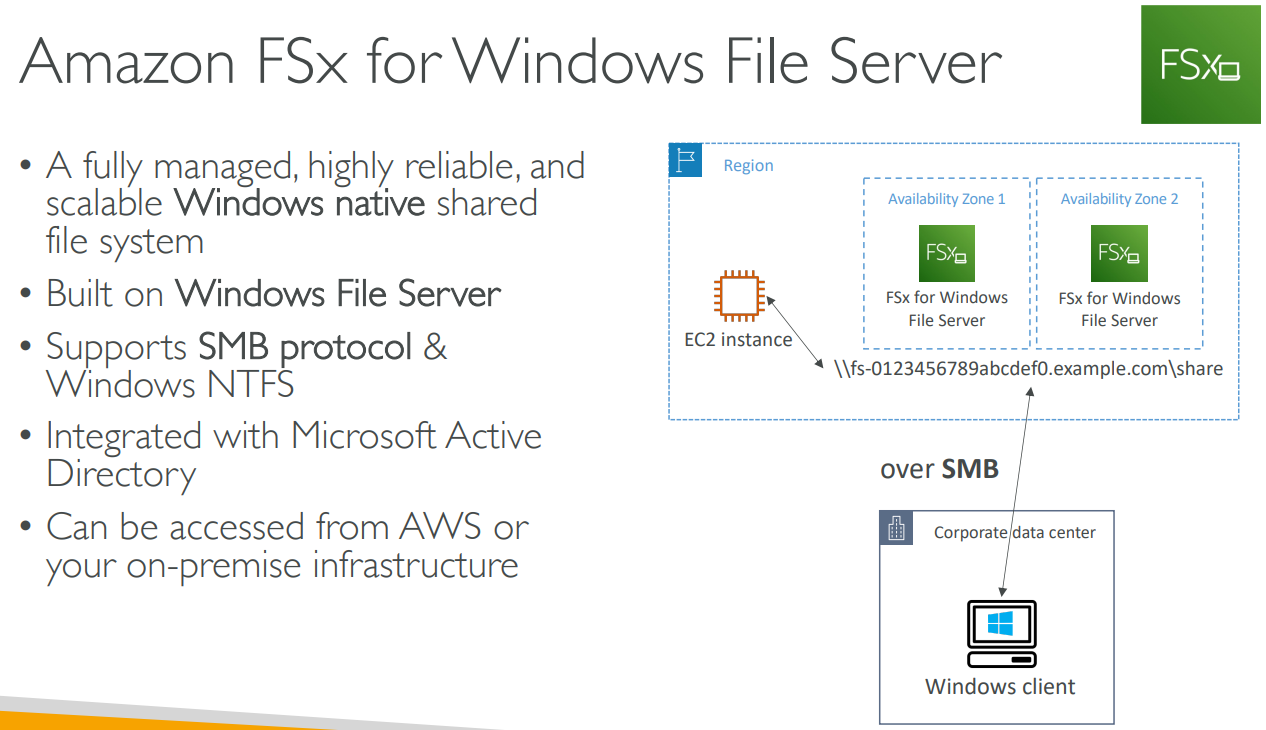 Amazon FSx for Windows File Server
FSx
• A fully managed, highly reliable, and
scalable Windows native shared
file system
• Built on Windows File Server
• Supports SMB protocol &
Windows NTFS
• Integrated with Microsoft Active
Directory
• Can be accessed from AWS or
your on-premise infrastructure
Region
Availability Zone 1
FSx
FSx for Windows
File Server
Availability Zone 2
FSx
FSx for Windows
File Server
EC2 instance
\\fs-0123456789abcdef0.example.com\share
over SMB
Corporate data center
Windows client